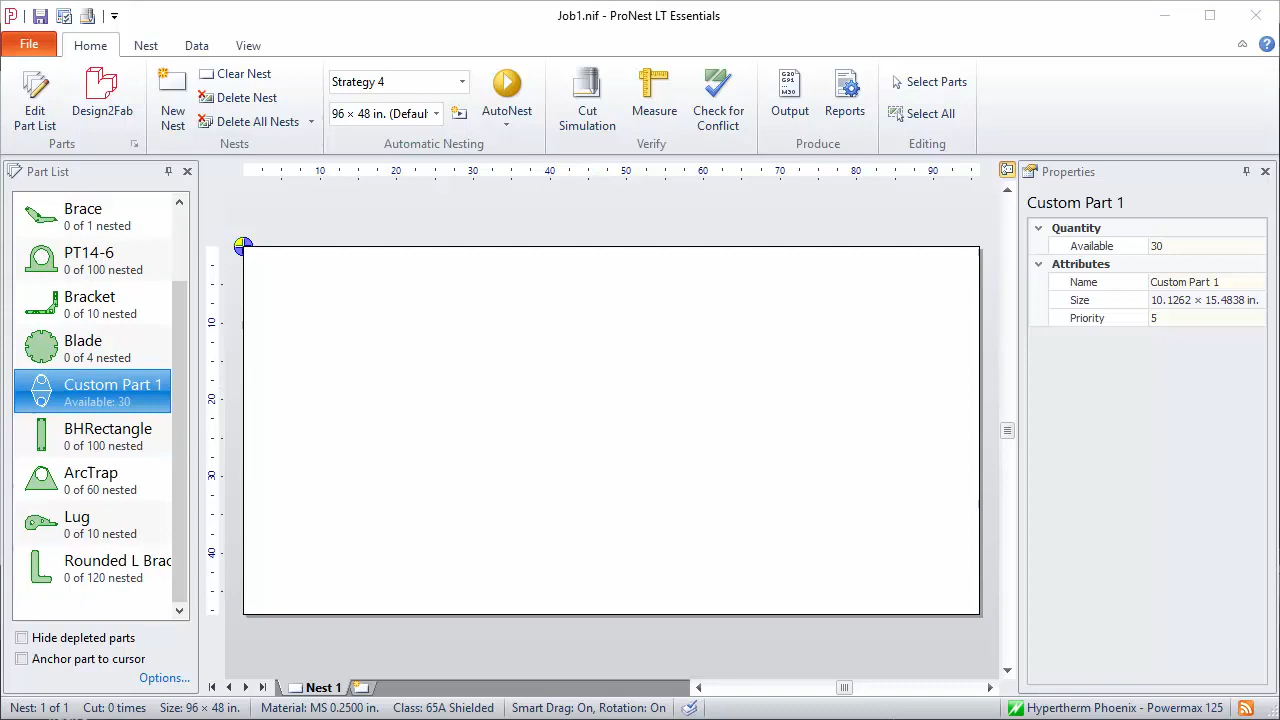 Job1.nif - ProNest LT Essentials
File
Home
Nest
Data
View
Edit
Part List
Design2Fab
Parts
New
Nest
Clear Nest
Delete Nest
Delete All Nests
Nests
Strategy 4
96 × 48 in. (Defaul
AutoNest
Automatic Nesting
Cut
Simulation
Measure
Check for
Conflict
Verify
G20
G91
M30
Output
Reports
Produce
Select Parts
Select All
Editing
Part List
Brace
0 of 1 nested
PT14-6
0 of 100 nested
Bracket
0 of 10 nested
Blade
0 of 4 nested
Custom Part 1
Available: 30
BHRectangle
0 of 100 nested
ArcTrap
0 of 60 nested
Lug
0 of 10 nested
Rounded L Brac
0 of 120 nested
Hide depleted parts
Anchor part to cursor
Options...
10 20 30 40 50 60 70 80 90
10
20
30
40
Nest 1
Properties
Custom Part 1
Quantity
Available 30
Attributes
Name Custom Part 1
Size 10.1262 × 15.4838 in.
Priority 5
Nest: 1 of 1
Cut: 0 times
Size: 96 × 48 in.
Material: MS 0.2500 in.
Class: 65A Shielded
Smart Drag: On, Rotation: On
Hypertherm Phoenix - Powermax 125